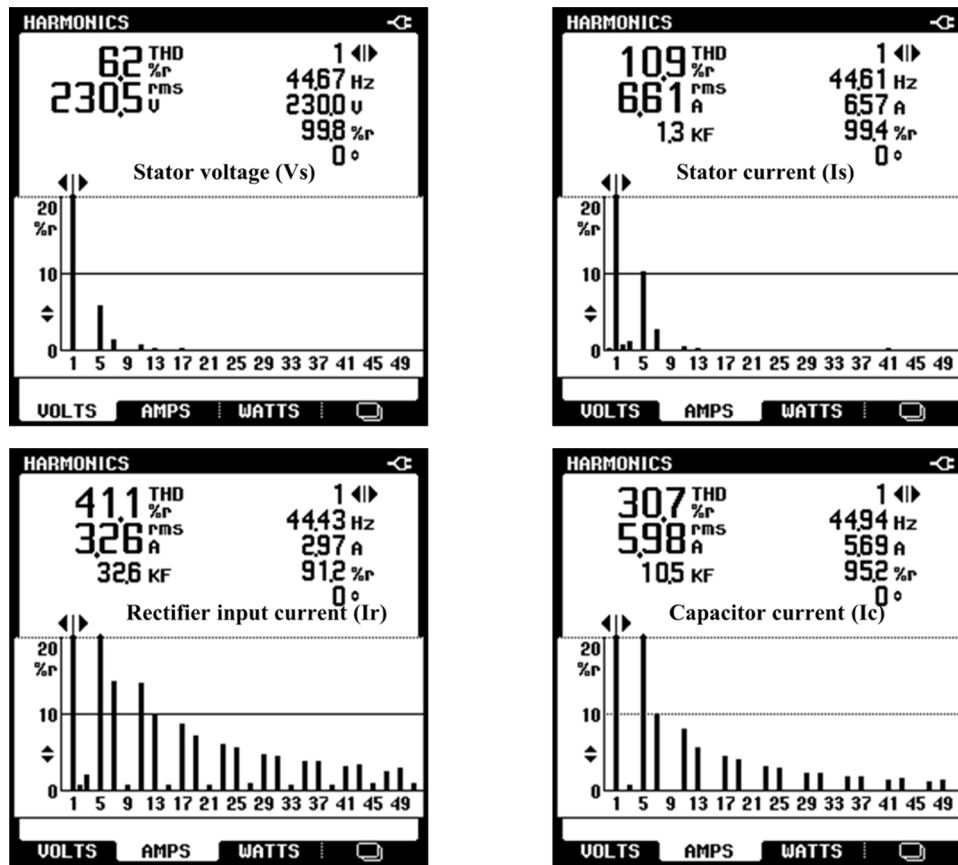 HARMONICS
6.2 THD %r
230.5 rms V
1
44.67 Hz
230.0 V
99.8 %r
0 °
Stator voltage (Vs)
20
%r
10
0
1 5 9 13 17 21 25 29 33 37 41 45 49
VOLTS AMPS WATTS
HARMONICS
10.9 THD %r
6.61 rms A
1.3 KF
1
44.61 Hz
6.57 A
99.4 %r
0 °
Stator current (Is)
20
%r
10
0
1 5 9 13 17 21 25 29 33 37 41 45 49
VOLTS AMPS WATTS
HARMONICS
41.1 THD %r
3.26 rms A
32.6 KF
1
44.43 Hz
2.97 A
91.2 %r
0 °
Rectifier input current (Ir)
20
%r
10
0
1 5 9 13 17 21 25 29 33 37 41 45 49
VOLTS AMPS WATTS
HARMONICS
30.7 THD %r
5.98 rms A
10.5 KF
1
44.94 Hz
5.69 A
95.2 %r
0 °
Capacitor current (Ic)
20
%r
10
0
1 5 9 13 17 21 25 29 33 37 41 45 49
VOLTS AMPS WATTS